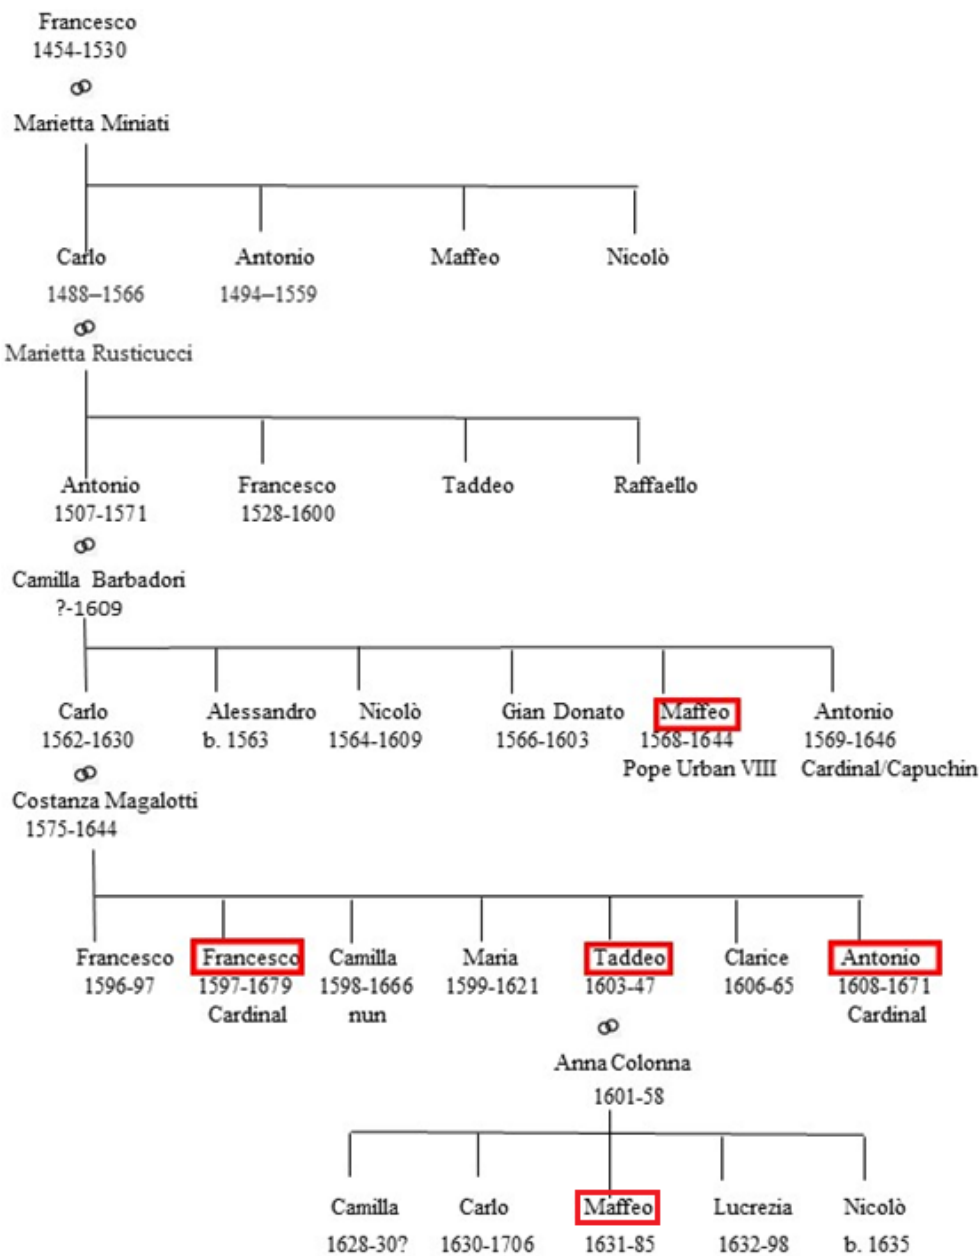 Francesco
1454-1530
Marietta Miniati
Carlo Antonio Maffeo Nicolò
1488–1566 1494–1559
Marietta Rusticucci
Antonio Francesco Taddeo Raffaello
1507-1571 1528-1600
Camilla Barbadori
?-1609
Carlo Alessandro Nicolò Gian Donato Maffeo Antonio
1562-1630 b. 1563 1564-1609 1566-1603 1568-1644 1569-1646
Pope Urban VIII Cardinal/Capuchin
Costanza Magalotti
1575-1644
Francesco Francesco Camilla Maria Taddeo Clarice Antonio
1596-97 1597-1679 1598-1666 1599-1621 1603-47 1606-65 1608-1671
Cardinal nun Cardinal
Anna Colonna
1601-58
Camilla Carlo Maffeo Lucrezia Nicolò
1628-30? 1630-1706 1631-85 1632-98 b. 1635